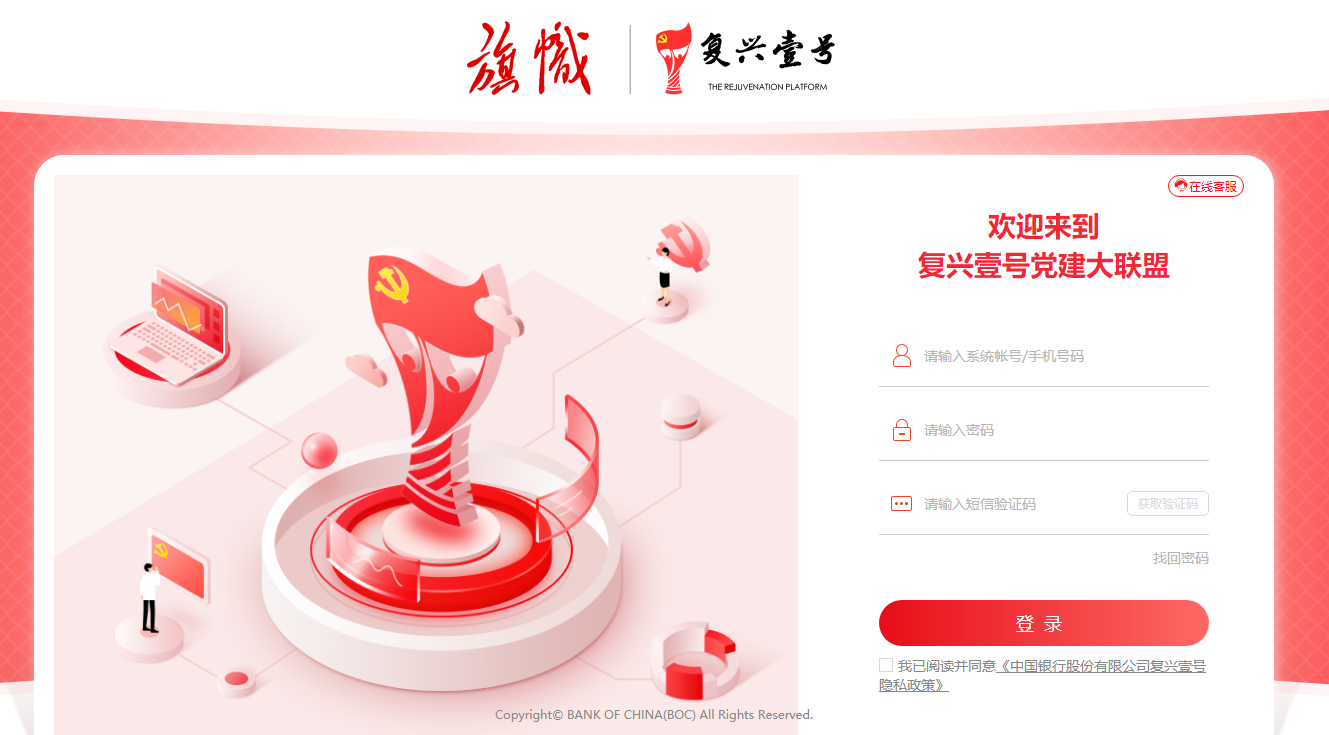 旗帜
复兴壹号
THE REJUVENATION PLATFORM
在线客服
欢迎来到
复兴壹号党建大联盟
请输入系统帐号/手机号码
请输入密码
请输入短信验证码
获取验证码
找回密码
登 录
我已阅读并同意《中国银行股份有限公司复兴壹号
隐私政策》
Copyright© BANK OF CHINA(BOC) All Rights Reserved.